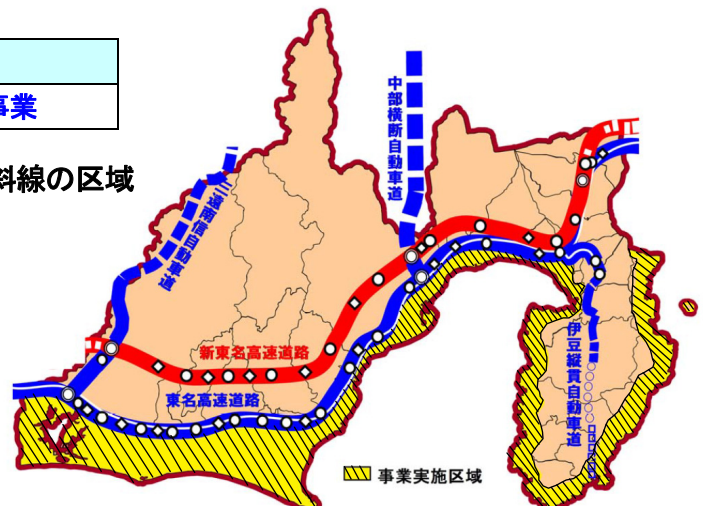 事業
斜線の区域
中部横断自動車道
三遠南信自動車道
新東名高速道路
東名高速道路
伊豆縦貫自動車道
事業実施区域